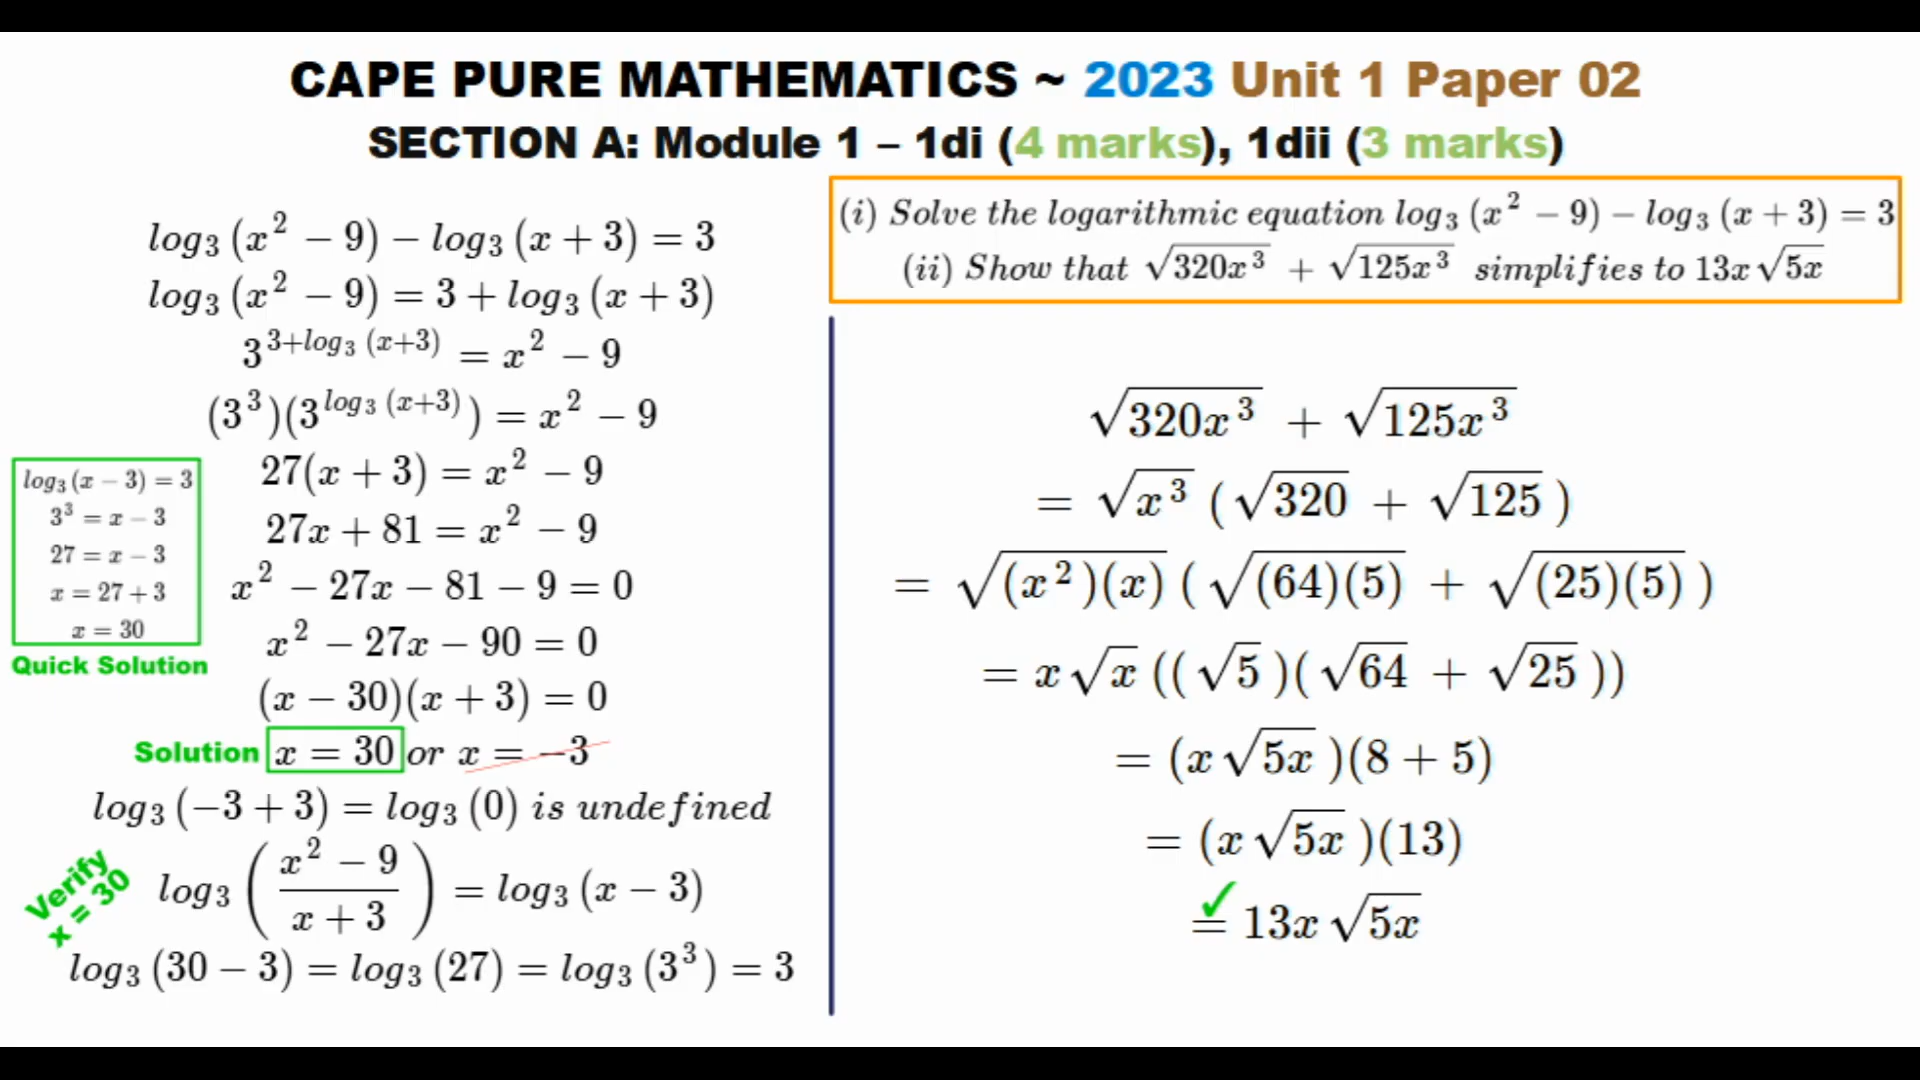 CAPE PURE MATHEMATICS ~ 2023 Unit 1 Paper 02
SECTION A: Module 1 – 1di (4 marks), 1dii (3 marks)
(i) Solve the logarithmic equation log₃ (x² − 9) − log₃ (x + 3) = 3
(ii) Show that √(320x³) + √(125x³) simplifies to 13x√(5x)
log₃ (x² − 9) − log₃ (x + 3) = 3
log₃ (x² − 9) = 3 + log₃ (x + 3)
3^(3+log₃ (x+3)) = x² − 9
(3³)(3^(log₃ (x+3))) = x² − 9
27(x + 3) = x² − 9
27x + 81 = x² − 9
x² − 27x − 81 − 9 = 0
x² − 27x − 90 = 0
(x − 30)(x + 3) = 0
Solution x = 30 or x = −3
log₃ (−3 + 3) = log₃ (0) is undefined
Verify
x = 30
log₃ ((x² − 9)/(x + 3)) = log₃ (x − 3)
log₃ (30 − 3) = log₃ (27) = log₃ (3³) = 3
log₃ (x − 3) = 3
3³ = x − 3
27 = x − 3
x = 27 + 3
x = 30
Quick Solution
√(320x³) + √(125x³)
= √(x³) (√320 + √125)
= √((x²)(x)) (√((64)(5)) + √((25)(5)))
= x√x ((√5)(√64 + √25))
= (x√(5x))(8 + 5)
= (x√(5x))(13)
✓
= 13x√(5x)